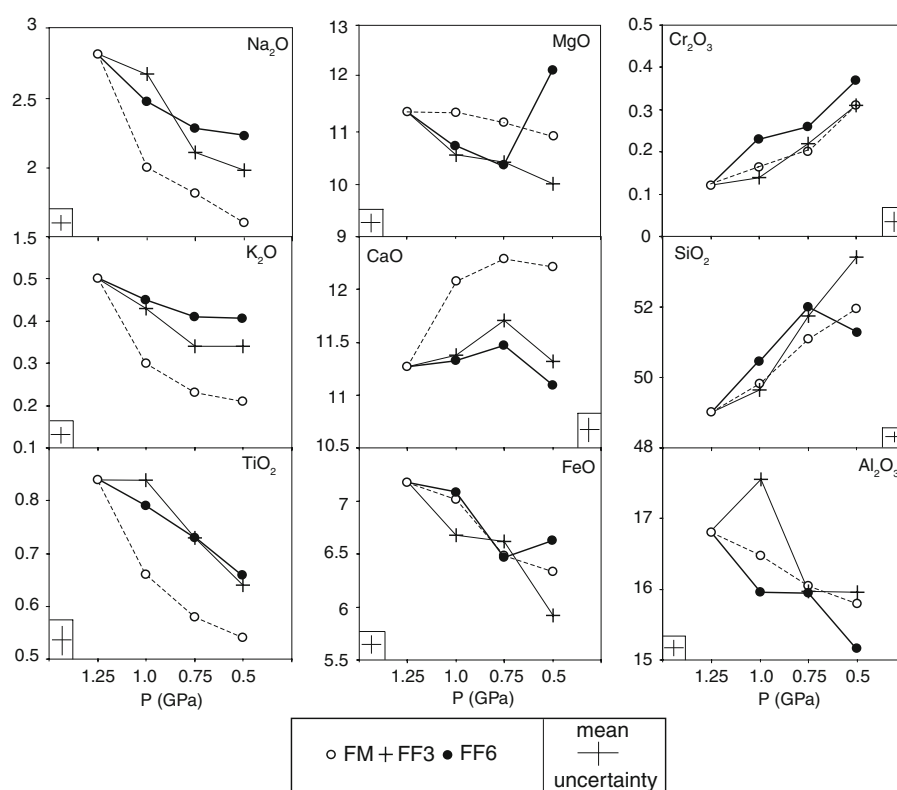 3
Na₂O
2.5
2
1.5
13
MgO
12
11
10
9
0.5
Cr₂O₃
0.4
0.3
0.2
0.1
0
K₂O
0.5
0.4
0.3
0.2
0.1
CaO
12
11.5
11
10.5
SiO₂
52
50
48
TiO₂
0.8
0.7
0.6
0.5
FeO
7
6.5
6
5.5
Al₂O₃
17
16
15
1.25 1.0 0.75 0.5
P (GPa)
1.25 1.0 0.75 0.5
P (GPa)
1.25 1.0 0.75 0.5
P (GPa)
FM FF3 FF6
mean
uncertainty